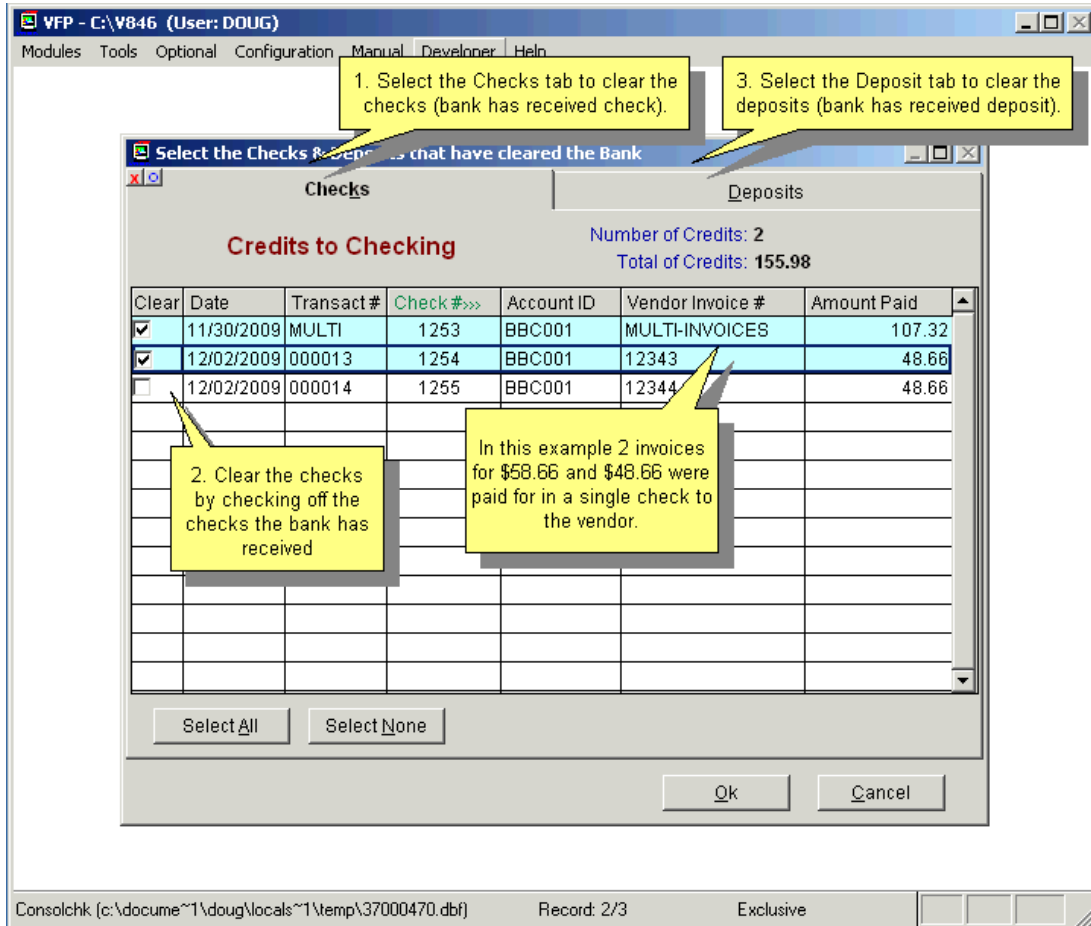 VFP - C:\V846 (User: DOUG)
Modules Tools Optional Configuration Manual Developer Help
1. Select the Checks tab to clear the
checks (bank has received check).
3. Select the Deposit tab to clear the
deposits (bank has received deposit).
Select the Checks & Deposits that have cleared the Bank
Checks
Deposits
Credits to Checking
Number of Credits: 2
Total of Credits: 155.98
Clear Date Transact # Check #>>> Account ID Vendor Invoice # Amount Paid
11/30/2009 MULTI 1253 BBC001 MULTI-INVOICES 107.32
12/02/2009 000013 1254 BBC001 12343 48.66
12/02/2009 000014 1255 BBC001 12344 48.66
2. Clear the checks
by checking off the
checks the bank has
received
In this example 2 invoices
for $58.66 and $48.66 were
paid for in a single check to
the vendor.
Select All Select None
Ok Cancel
Consolchk (c:\docume~1\doug\locals~1\temp\37000470.dbf) Record: 2/3 Exclusive